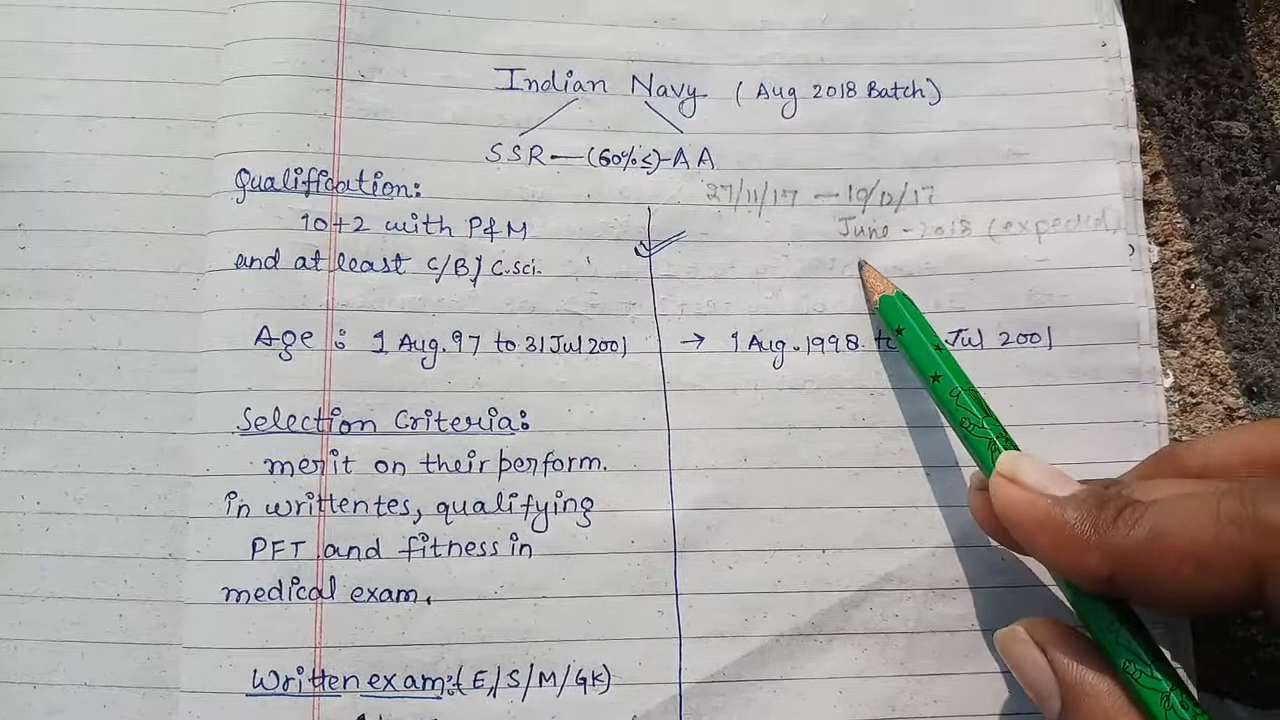 Indian Navy (Aug 2018 Batch)
SSR — (60% ≤) - AA
Qualification:
27/11/17 — 10/12/17
10+2 with P&M
June - 2018 (expected)
and at least C/B/C.Sci.
Age : 1 Aug. 97 to 31 Jul 2001 → 1 Aug. 1998 to Jul 2001
Selection Criteria:
merit on their perform.
in written tes, qualifying
PFT and fitness in
medical exam.
Written exam:( E/S/M/GK)